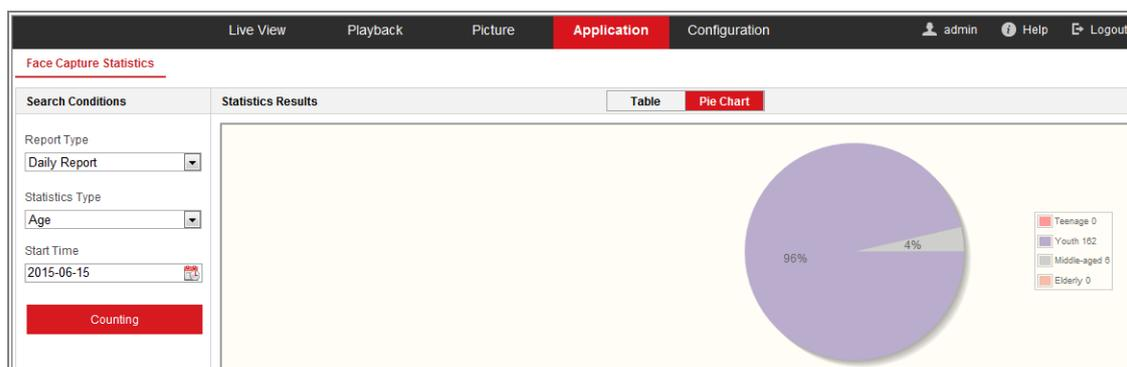 Live View Playback Picture Application Configuration admin Help Logout
Face Capture Statistics
Search Conditions
Statistics Results
Table Pie Chart
Report Type
Daily Report
Statistics Type
Age
Start Time
2015-06-15
Counting
96%
4%
Teenage 0
Youth 162
Middle-aged 6
Elderly 0